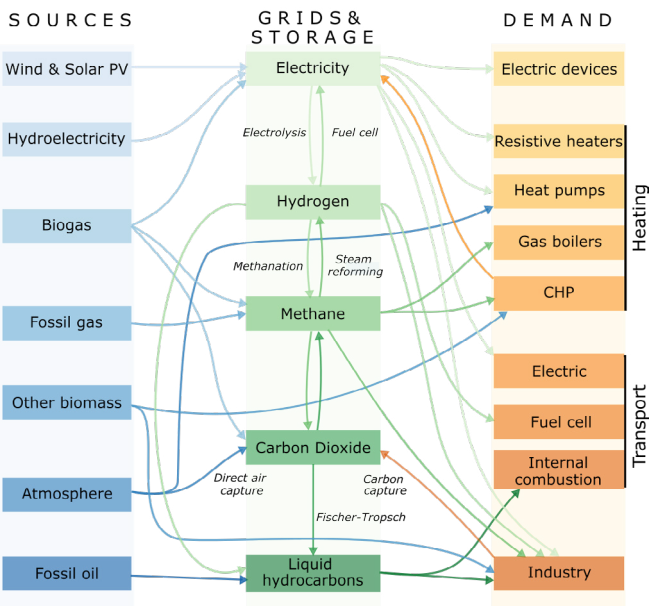 SOURCES
GRIDS &
STORAGE
DEMAND
Wind & Solar PV
Hydroelectricity
Biogas
Fossil gas
Other biomass
Atmosphere
Fossil oil
Electricity
Electrolysis
Fuel cell
Hydrogen
Methanation
Steam
reforming
Methane
Carbon Dioxide
Direct air
capture
Carbon
capture
Fischer-Tropsch
Liquid
hydrocarbons
Electric devices
Resistive heaters
Heat pumps
Gas boilers
CHP
Heating
Electric
Fuel cell
Internal
combustion
Transport
Industry